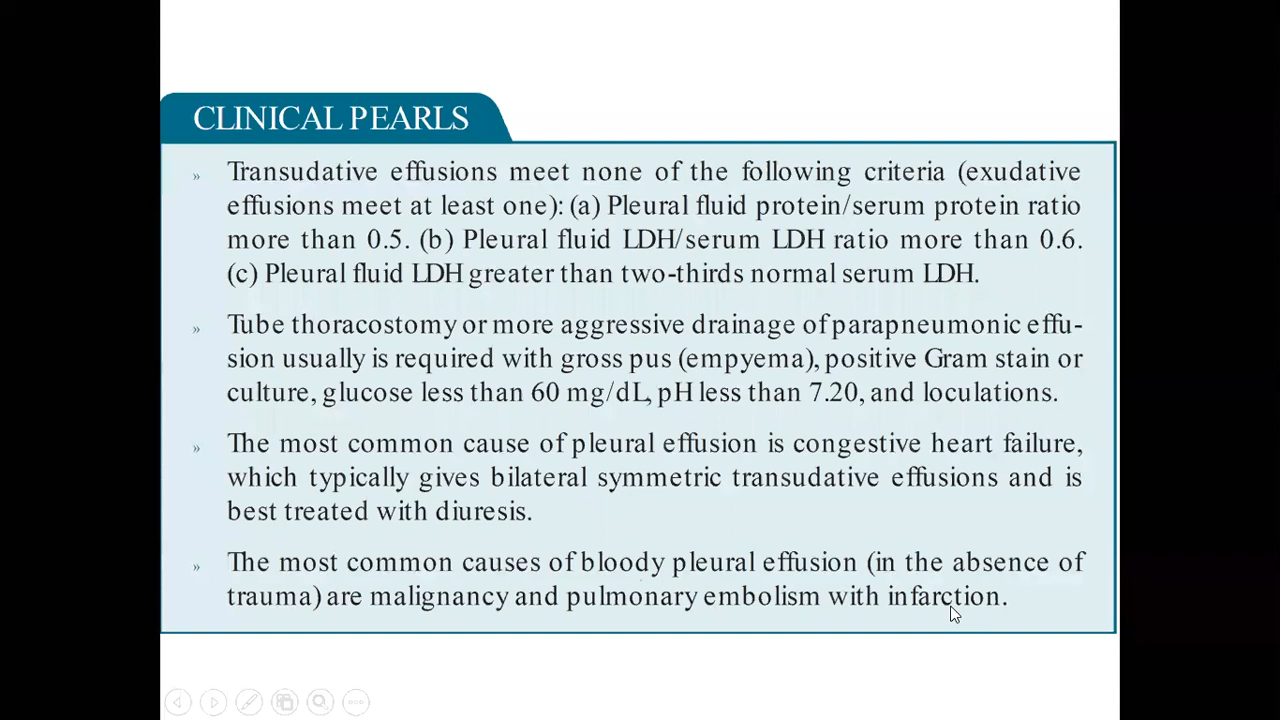 CLINICAL PEARLS
» Transudative effusions meet none of the following criteria (exudative
effusions meet at least one): (a) Pleural fluid protein/serum protein ratio
more than 0.5. (b) Pleural fluid LDH/serum LDH ratio more than 0.6.
(c) Pleural fluid LDH greater than two-thirds normal serum LDH.
» Tube thoracostomy or more aggressive drainage of parapneumonic effu-
sion usually is required with gross pus (empyema), positive Gram stain or
culture, glucose less than 60 mg/dL, pH less than 7.20, and loculations.
» The most common cause of pleural effusion is congestive heart failure,
which typically gives bilateral symmetric transudative effusions and is
best treated with diuresis.
» The most common causes of bloody pleural effusion (in the absence of
trauma) are malignancy and pulmonary embolism with infarction.